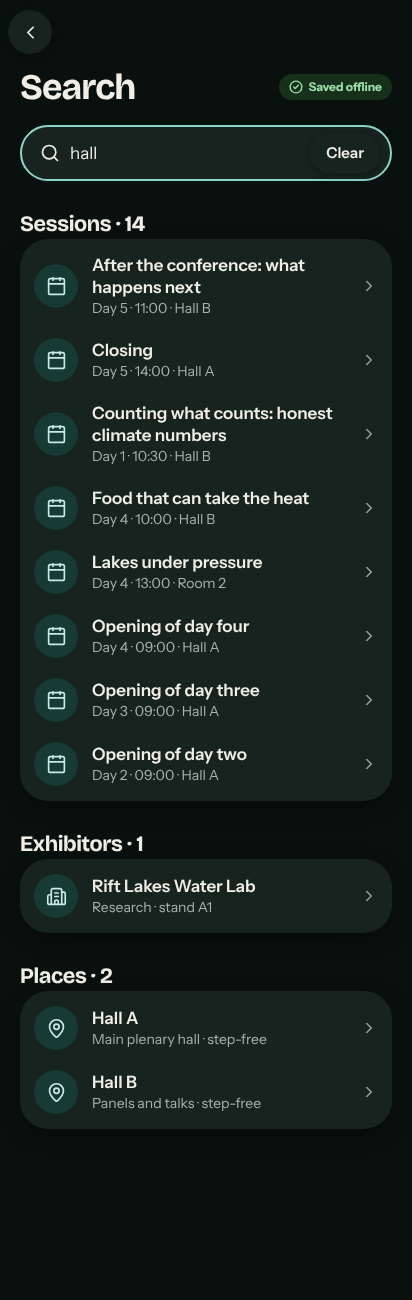 Search
Saved offline
hall
Clear
Sessions · 14
After the conference: what
happens next
Day 5 · 11:00 · Hall B
Closing
Day 5 · 14:00 · Hall A
Counting what counts: honest
climate numbers
Day 1 · 10:30 · Hall B
Food that can take the heat
Day 4 · 10:00 · Hall B
Lakes under pressure
Day 4 · 13:00 · Room 2
Opening of day four
Day 4 · 09:00 · Hall A
Opening of day three
Day 3 · 09:00 · Hall A
Opening of day two
Day 2 · 09:00 · Hall A
Exhibitors · 1
Rift Lakes Water Lab
Research · stand A1
Places · 2
Hall A
Main plenary hall · step-free
Hall B
Panels and talks · step-free